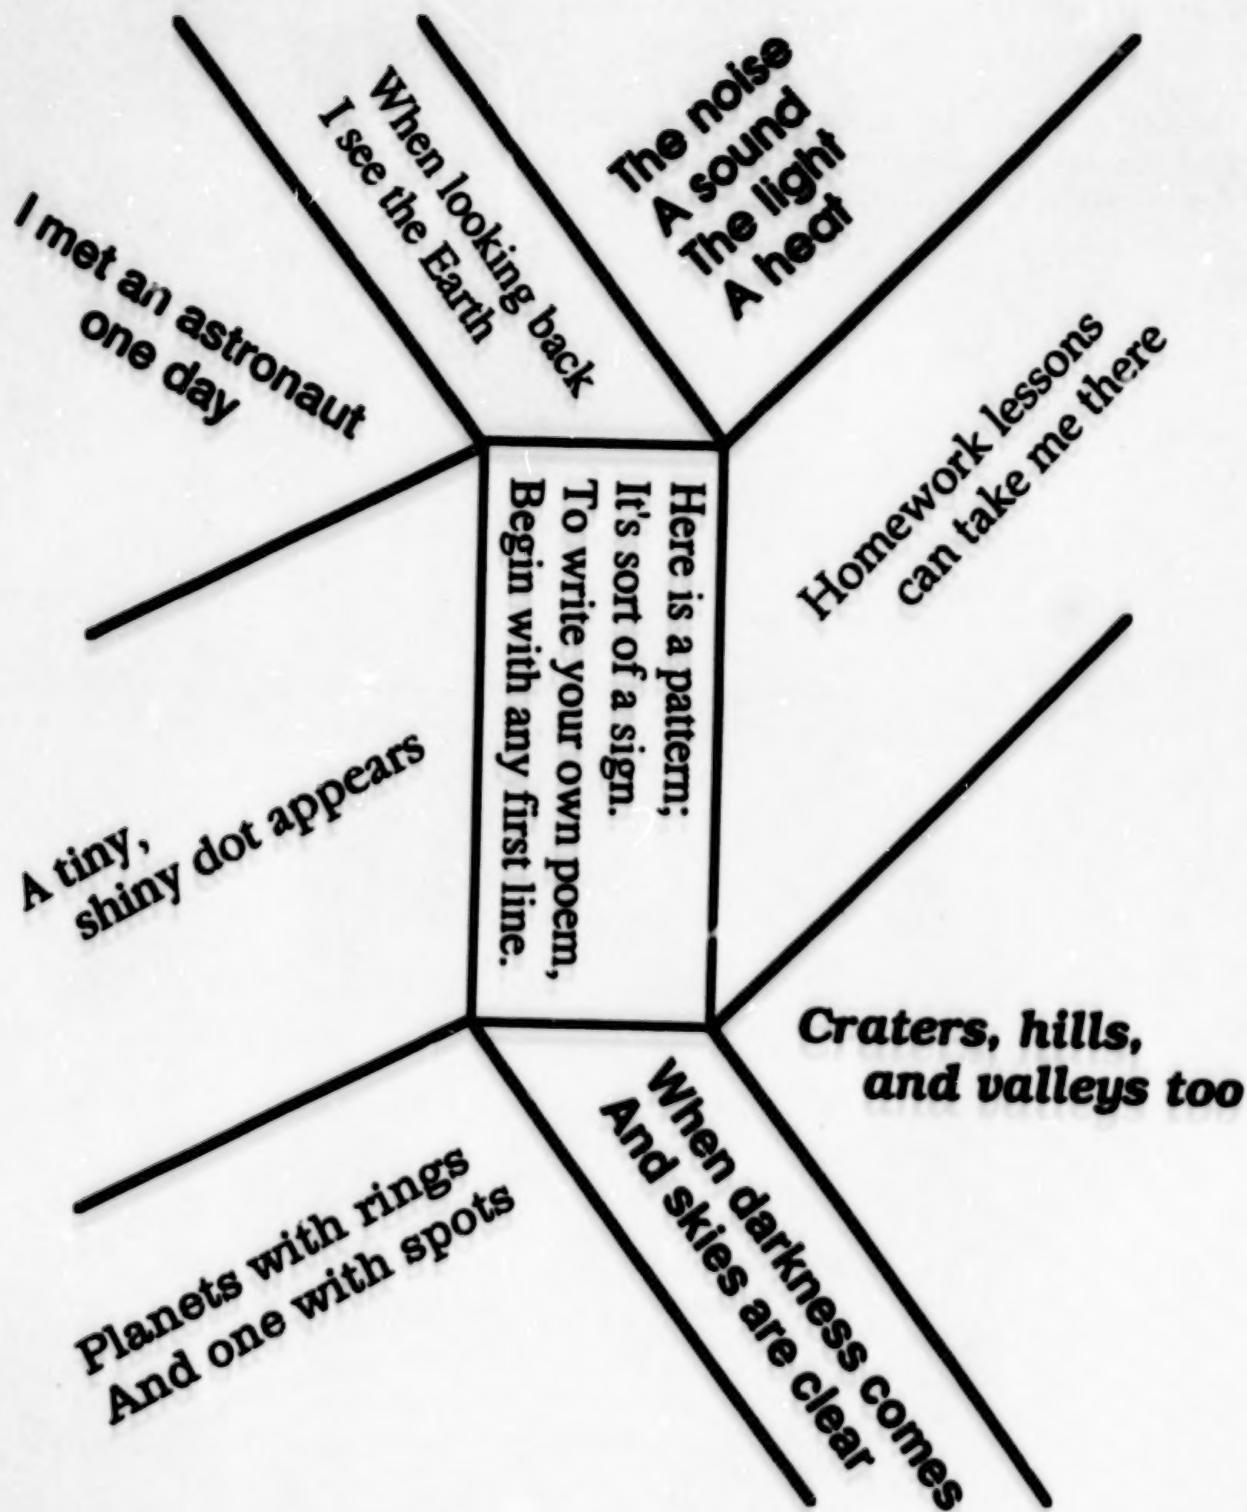 Here is a pattern;
It's sort of a sign.
To write your own poem,
Begin with any first line.
The noise
A sound
The light
A heat
When looking back
I see the Earth
I met an astronaut
one day
A tiny,
shiny dot appears
Planets with rings
And one with spots
When darkness comes
And skies are clear
Craters, hills,
and valleys too
Homework lessons
can take me there